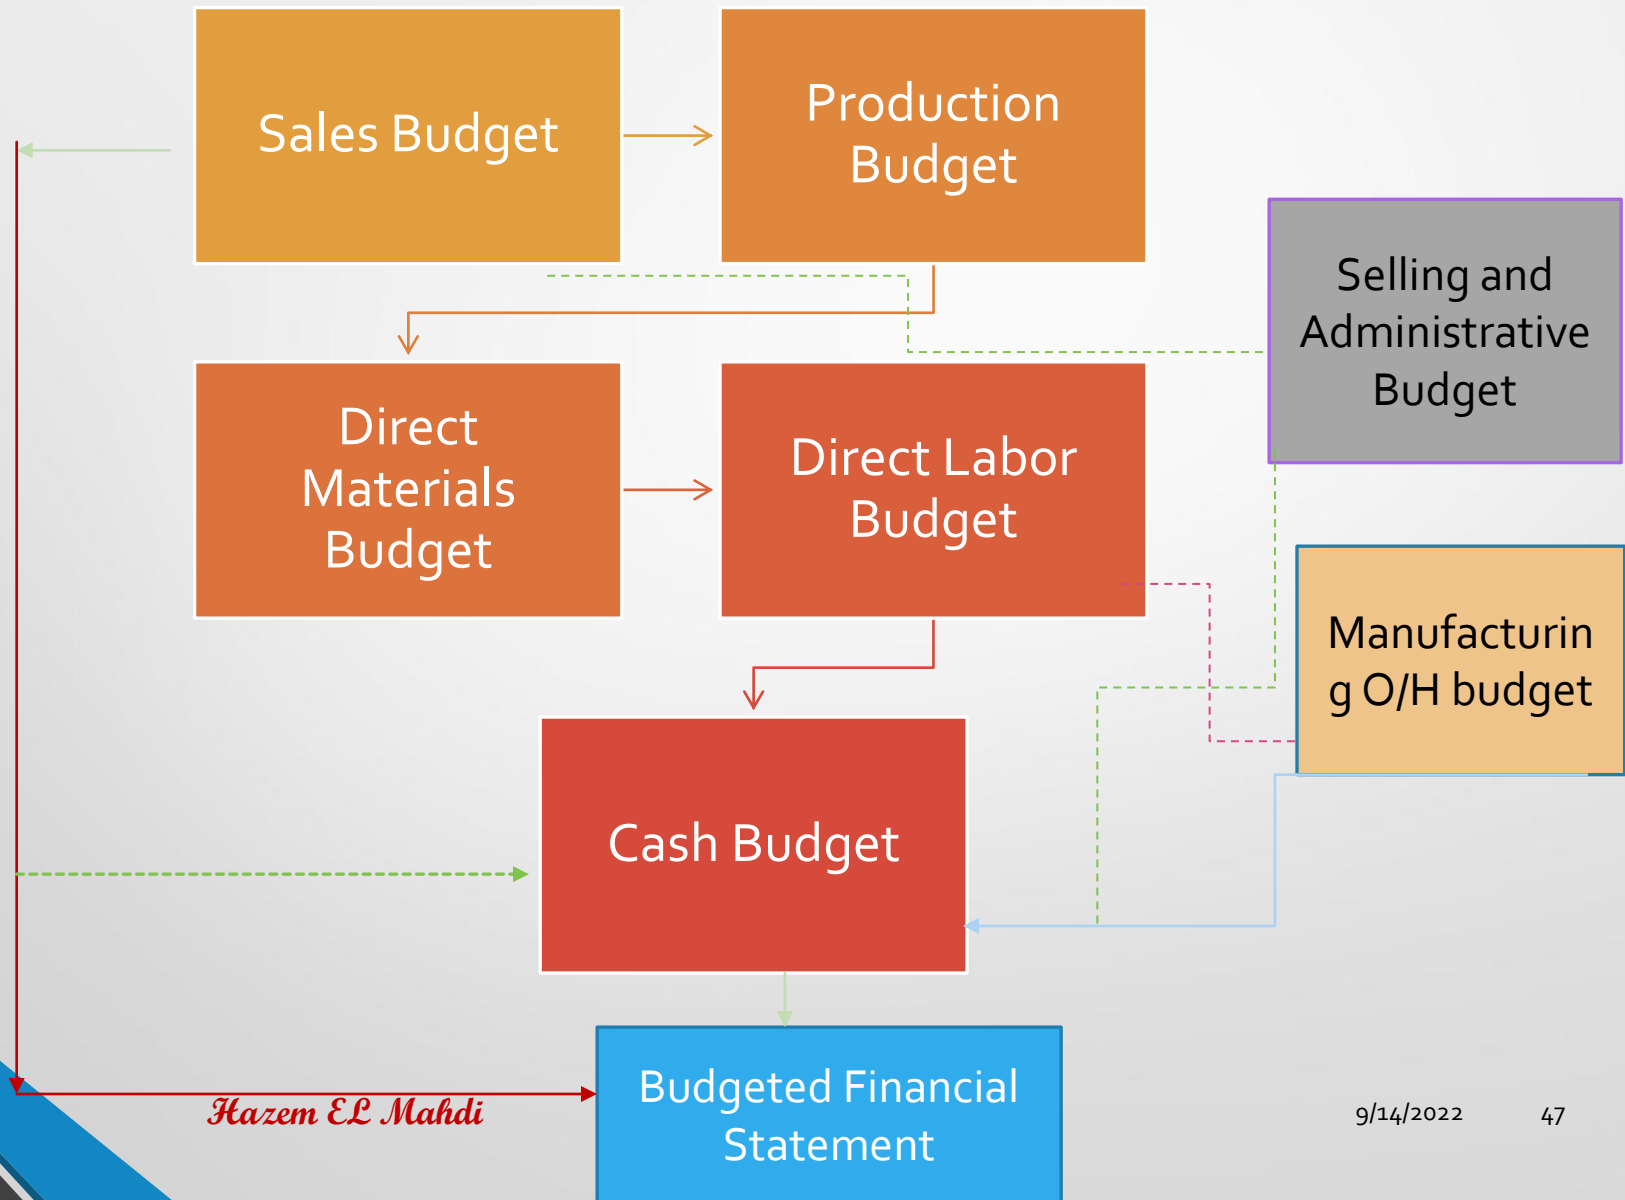 Sales Budget
Production
Budget
Selling and
Administrative
Budget
Direct
Materials
Budget
Direct Labor
Budget
Manufacturin
g O/H budget
Cash Budget
Budgeted Financial
Statement
Hazem EL Mahdi
9/14/2022
47